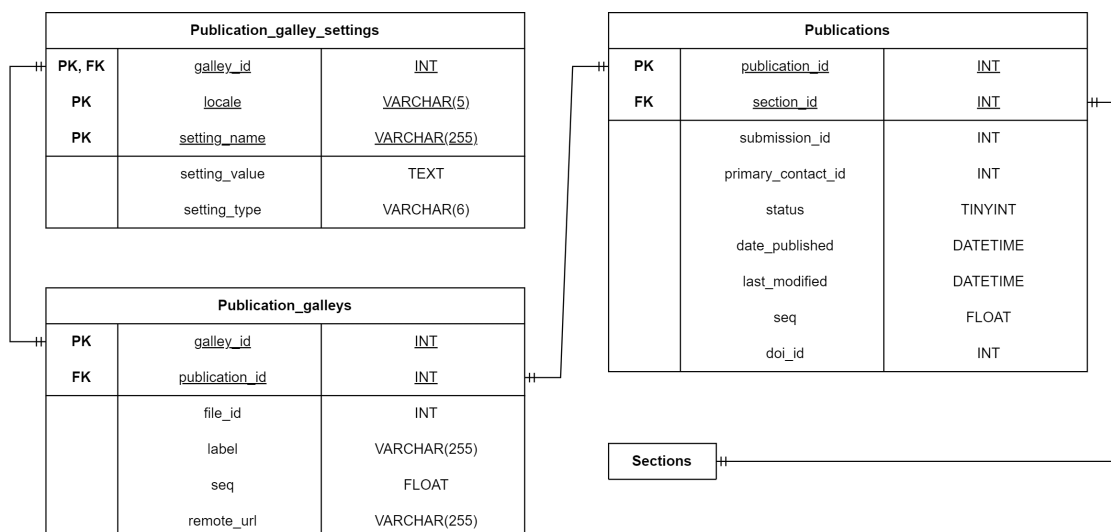 Publication_galley_settings
PK, FK galley_id INT
PK locale VARCHAR(5)
PK setting_name VARCHAR(255)
setting_value TEXT
setting_type VARCHAR(6)
Publication_galleys
PK galley_id INT
FK publication_id INT
file_id INT
label VARCHAR(255)
seq FLOAT
remote_url VARCHAR(255)
Publications
PK publication_id INT
FK section_id INT
submission_id INT
primary_contact_id INT
status TINYINT
date_published DATETIME
last_modified DATETIME
seq FLOAT
doi_id INT
Sections